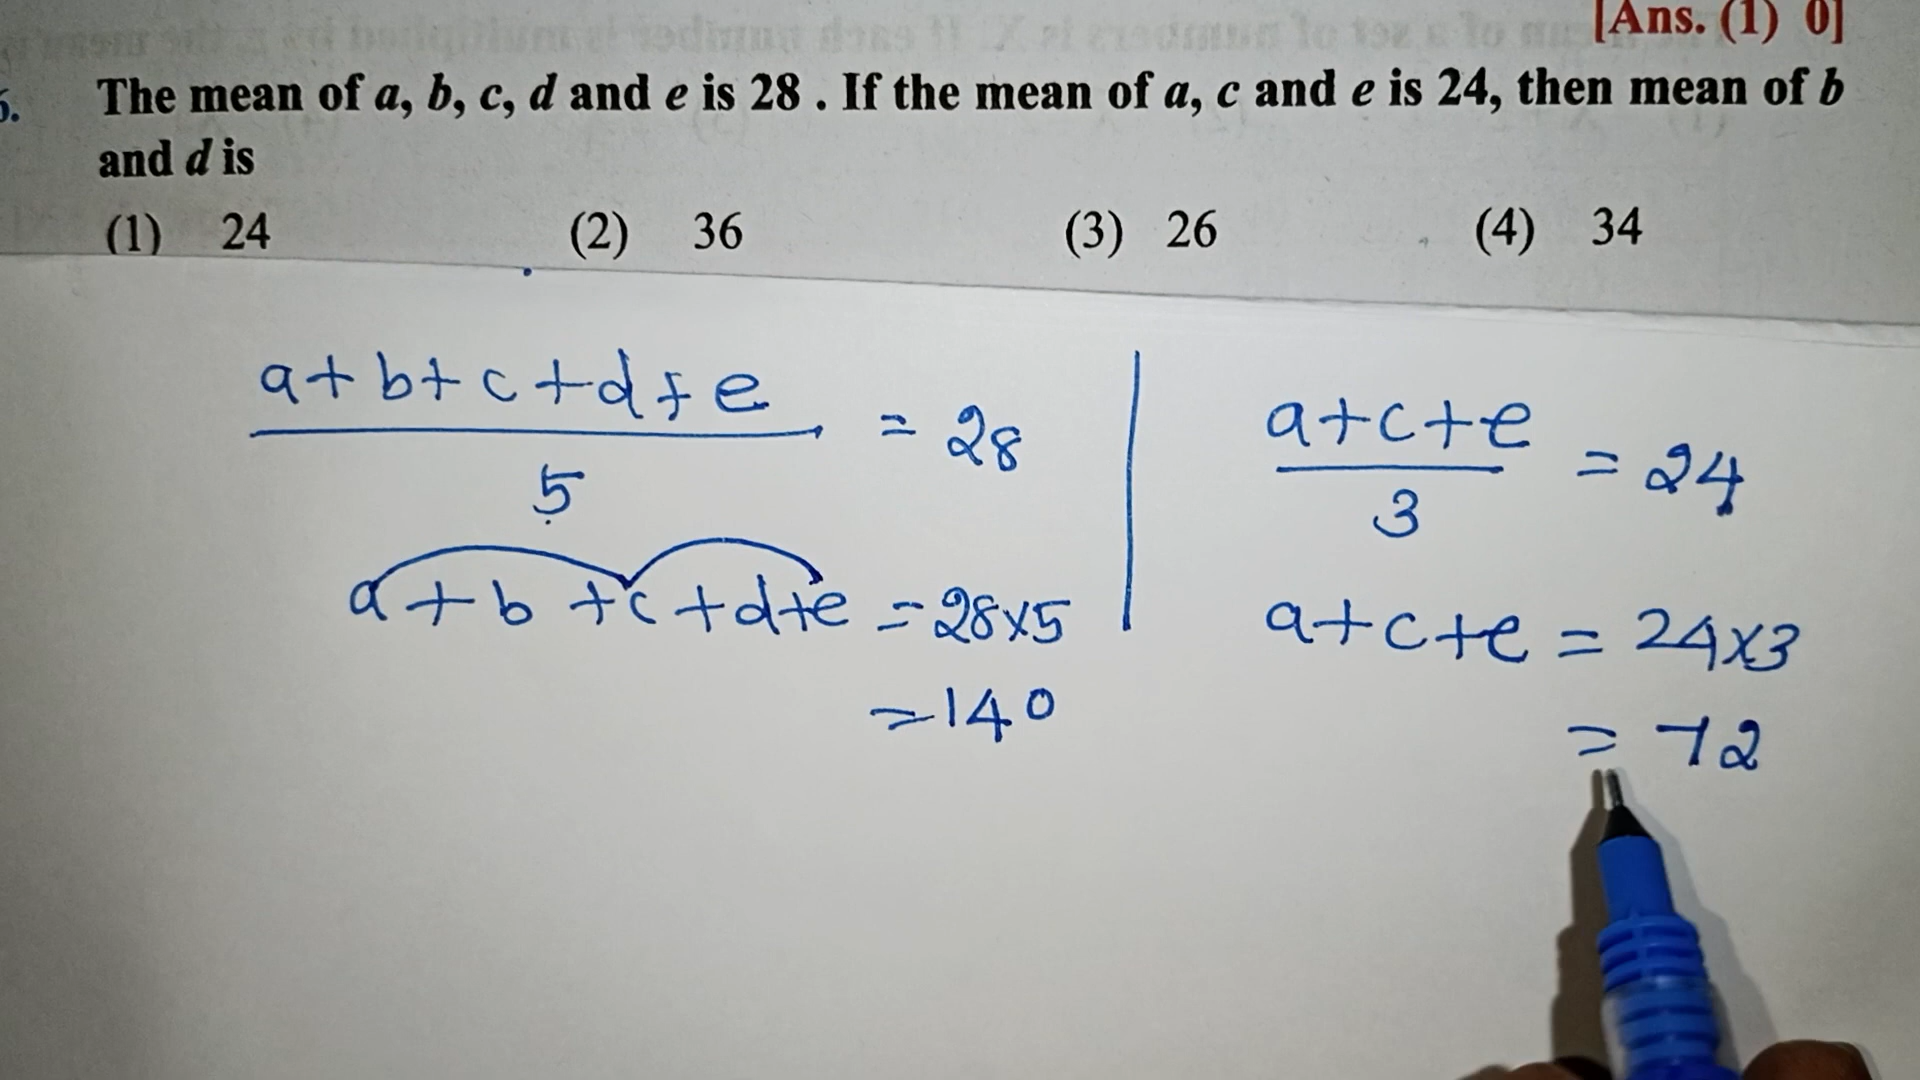 [Ans. (1) 0]
The mean of a, b, c, d and e is 28 . If the mean of a, c and e is 24, then mean of b
and d is
(1) 24 (2) 36 (3) 26 (4) 34
a+b+c+d+e
= 28
5
a+b+c+d+e = 28×5
=140
a+c+e
= 24
3
a+c+e = 24×3
= 72